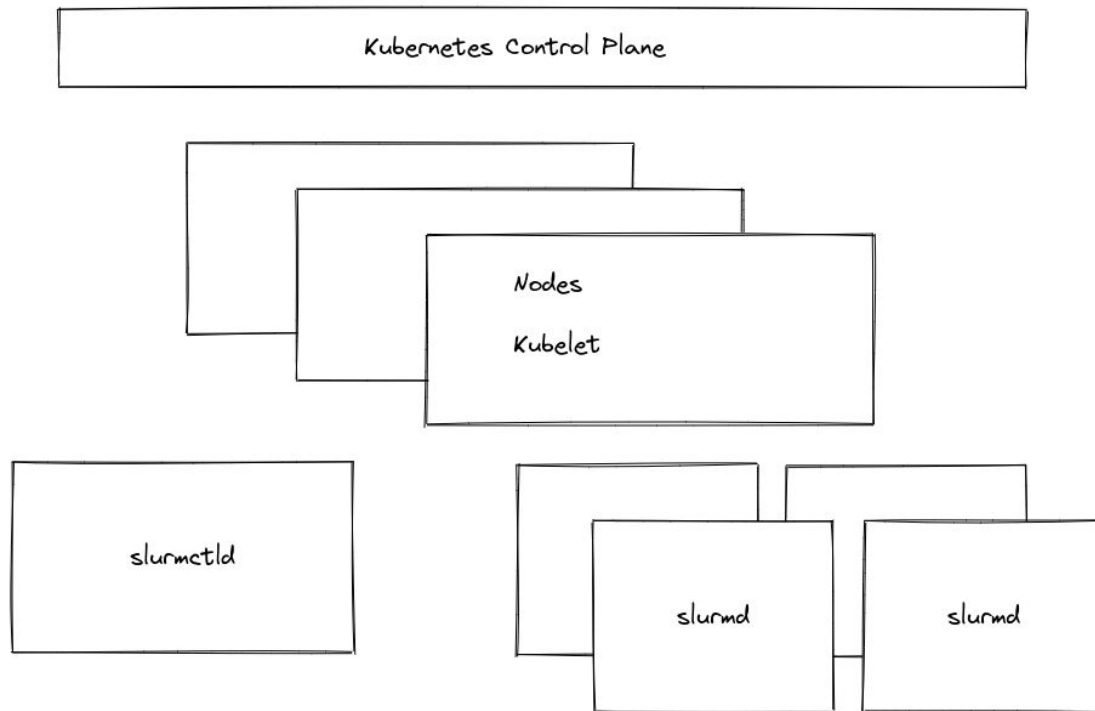 Kubernetes Control Plane
Nodes
Kubelet
slurmctld
slurmd
slurmd